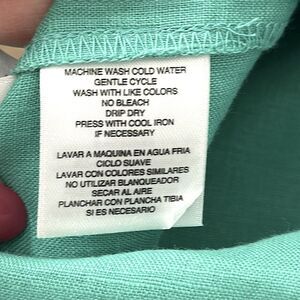 MACHINE WASH COLD WATER
GENTLE CYCLE
WASH WITH LIKE COLORS
NO BLEACH
DRIP DRY
PRESS WITH COOL IRON
IF NECESSARY
LAVAR A MAQUINA EN AGUA FRIA
CICLO SUAVE
LAVAR CON COLORES SIMILARES
NO UTILIZAR BLANQUEADOR
SECAR AL AIRE
PLANCHAR CON PLANCHA TIBIA
SI ES NECESARIO